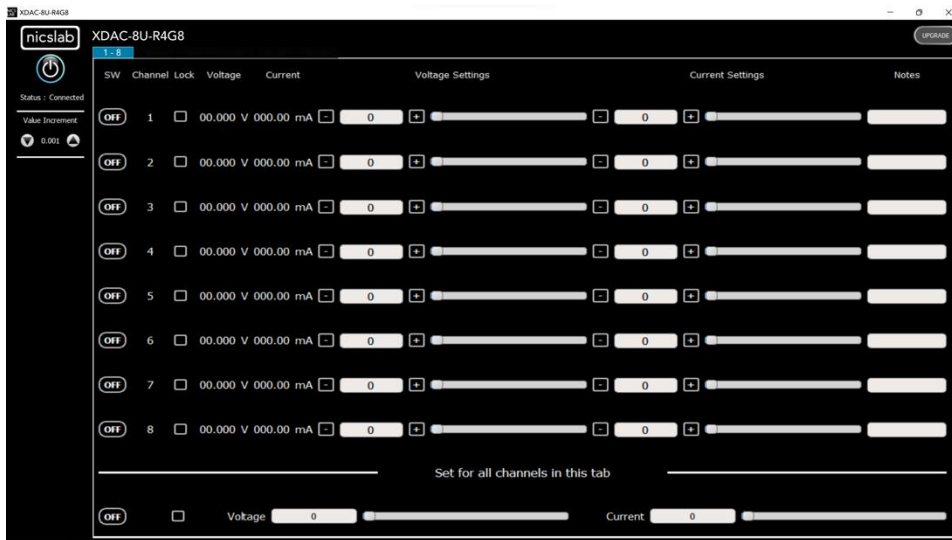 XDAC-8U-R4G8
nicslab XDAC-8U-R4G8 UPGRADE
1 - 8
SW Channel Lock Voltage Current Voltage Settings Current Settings Notes
Status : Connected
Value Increment
0.001
OFF 1 00.000 V 000.00 mA - 0 + - 0 +
OFF 2 00.000 V 000.00 mA - 0 + - 0 +
OFF 3 00.000 V 000.00 mA - 0 + - 0 +
OFF 4 00.000 V 000.00 mA - 0 + - 0 +
OFF 5 00.000 V 000.00 mA - 0 + - 0 +
OFF 6 00.000 V 000.00 mA - 0 + - 0 +
OFF 7 00.000 V 000.00 mA - 0 + - 0 +
OFF 8 00.000 V 000.00 mA - 0 + - 0 +
Set for all channels in this tab
OFF Voltage 0 Current 0